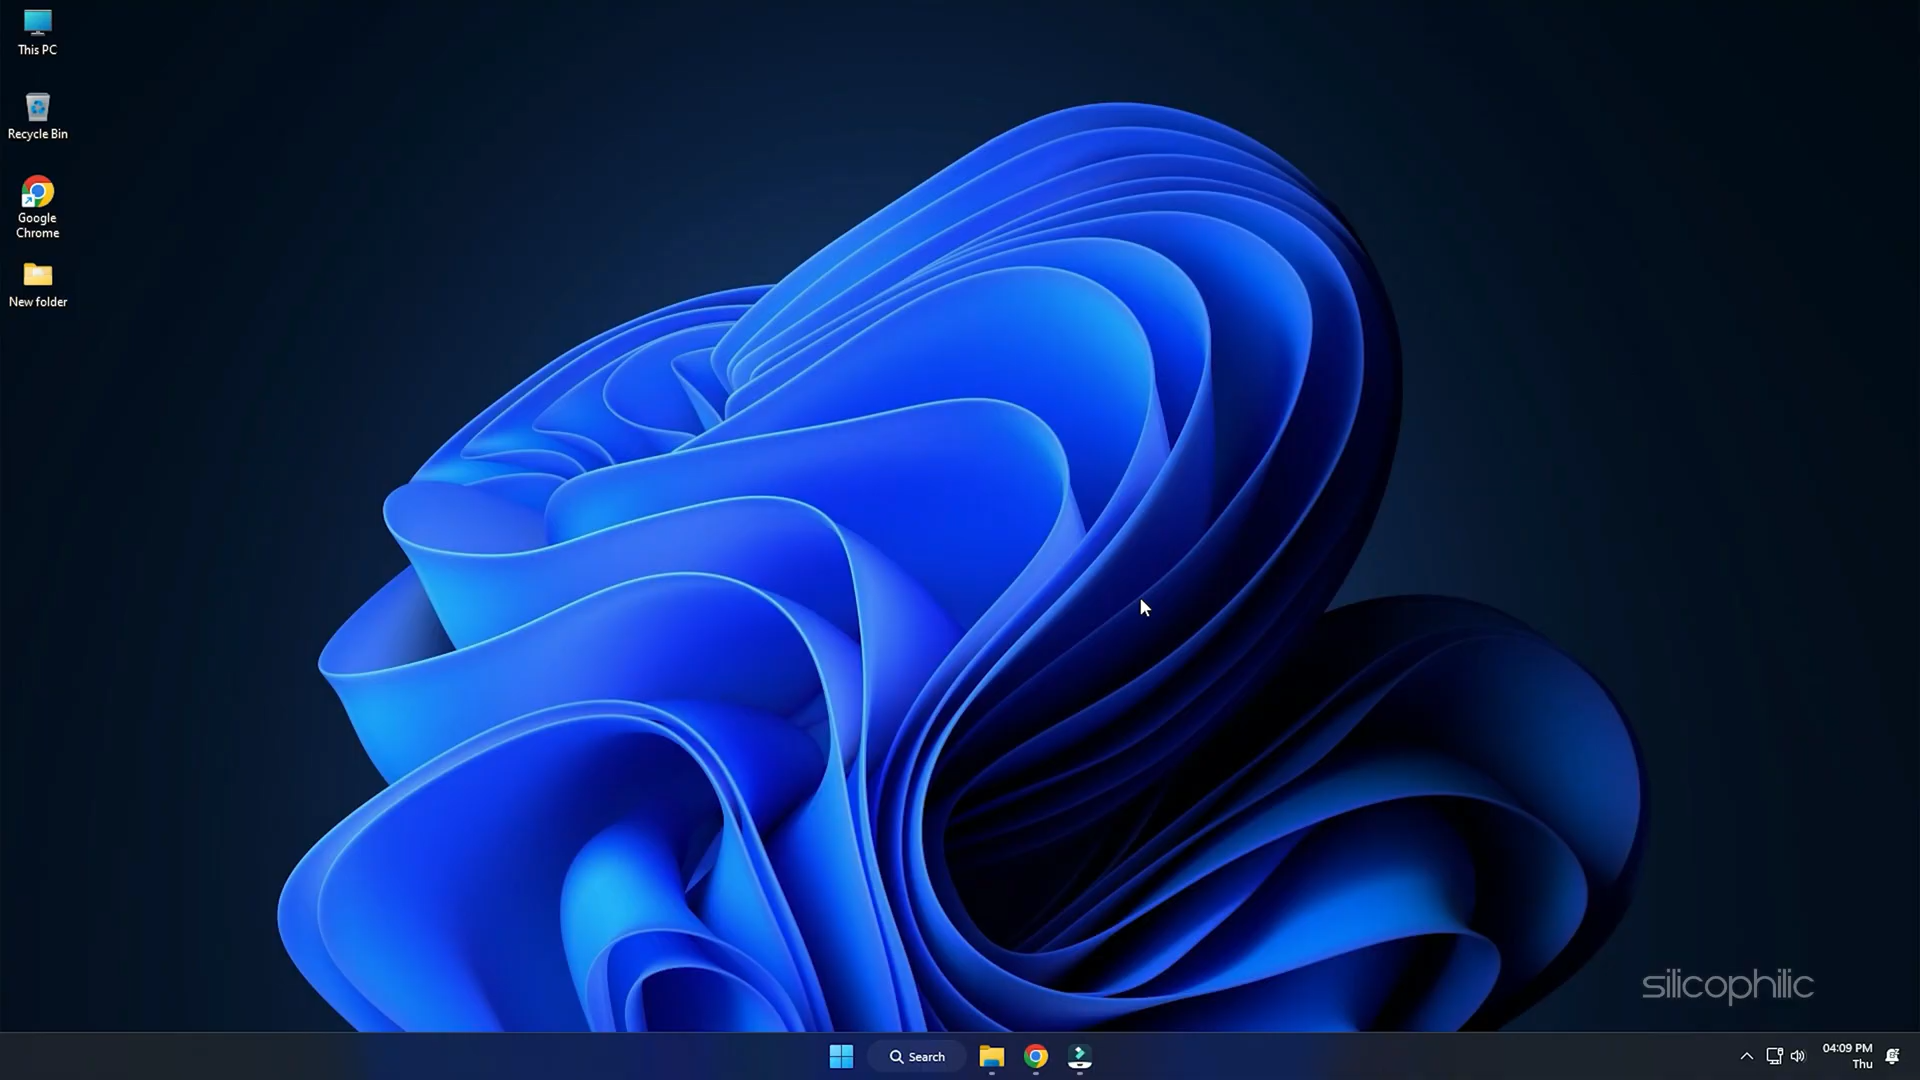 This PC
Recycle Bin
Google
Chrome
New folder
silicophilic
Search
04:09 PM
Thu